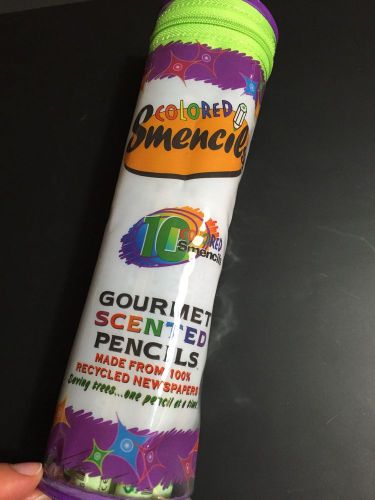 COLORED
Smencils
10 COLORED
Smencils
GOURMET
SCENTED
PENCILS
MADE FROM 100%
RECYCLED NEWSPAPERS
Saving trees...one pencil at a time.